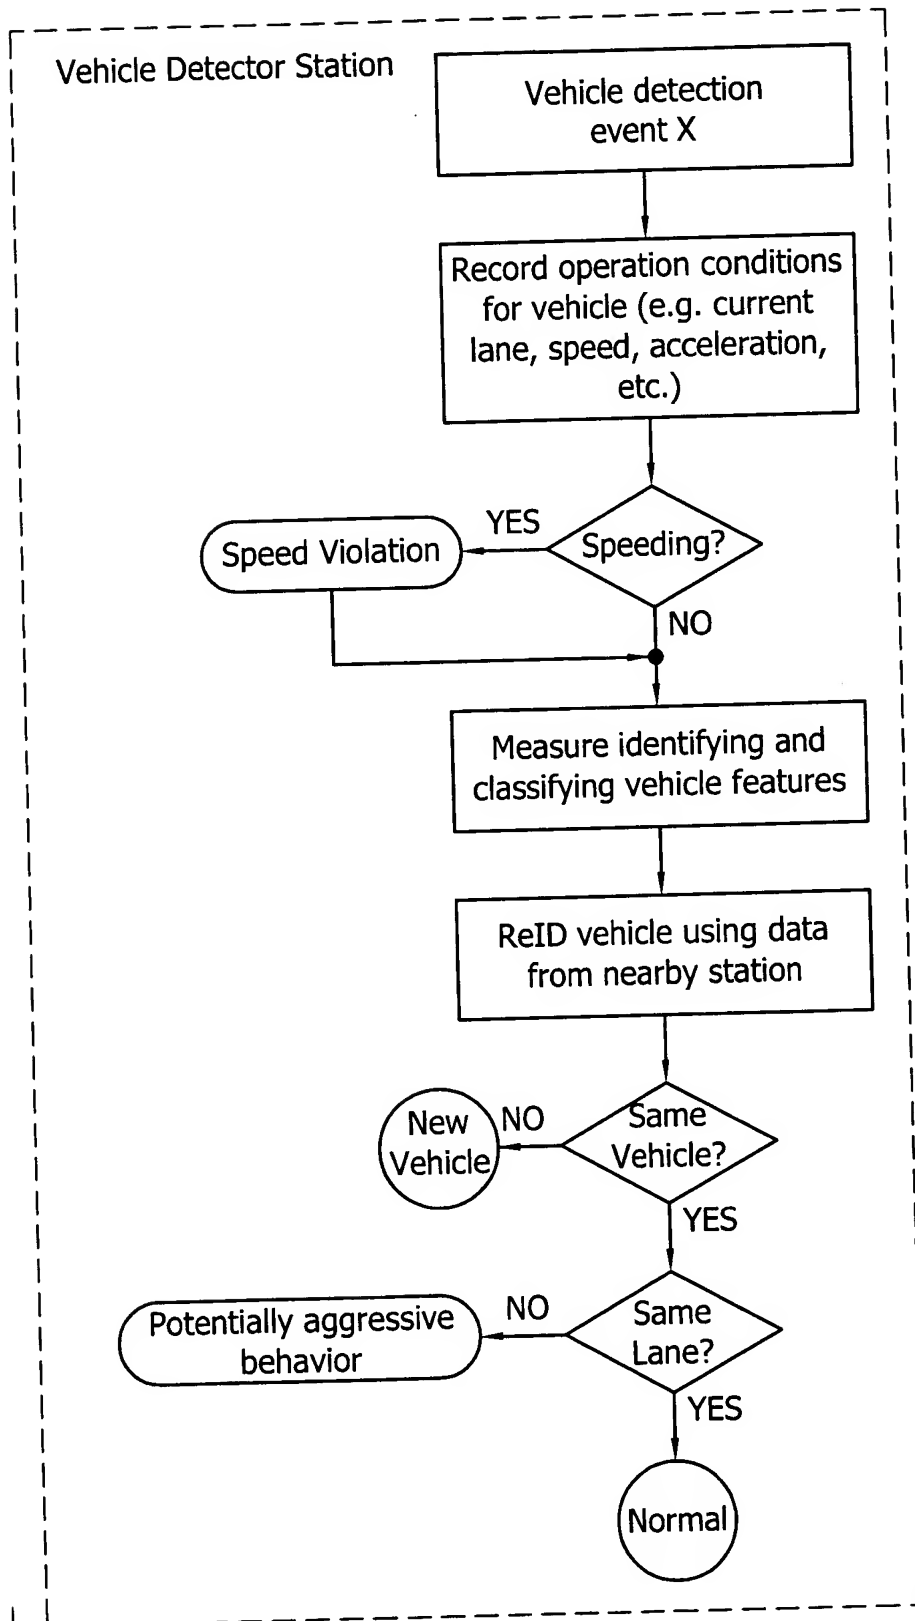 Vehicle Detector Station
Vehicle detection
event X
Record operation conditions
for vehicle (e.g. current
lane, speed, acceleration,
etc.)
Speeding?
YES
Speed Violation
NO
Measure identifying and
classifying vehicle features
ReID vehicle using data
from nearby station
Same
Vehicle?
NO
New
Vehicle
YES
Same
Lane?
NO
Potentially aggressive
behavior
YES
Normal